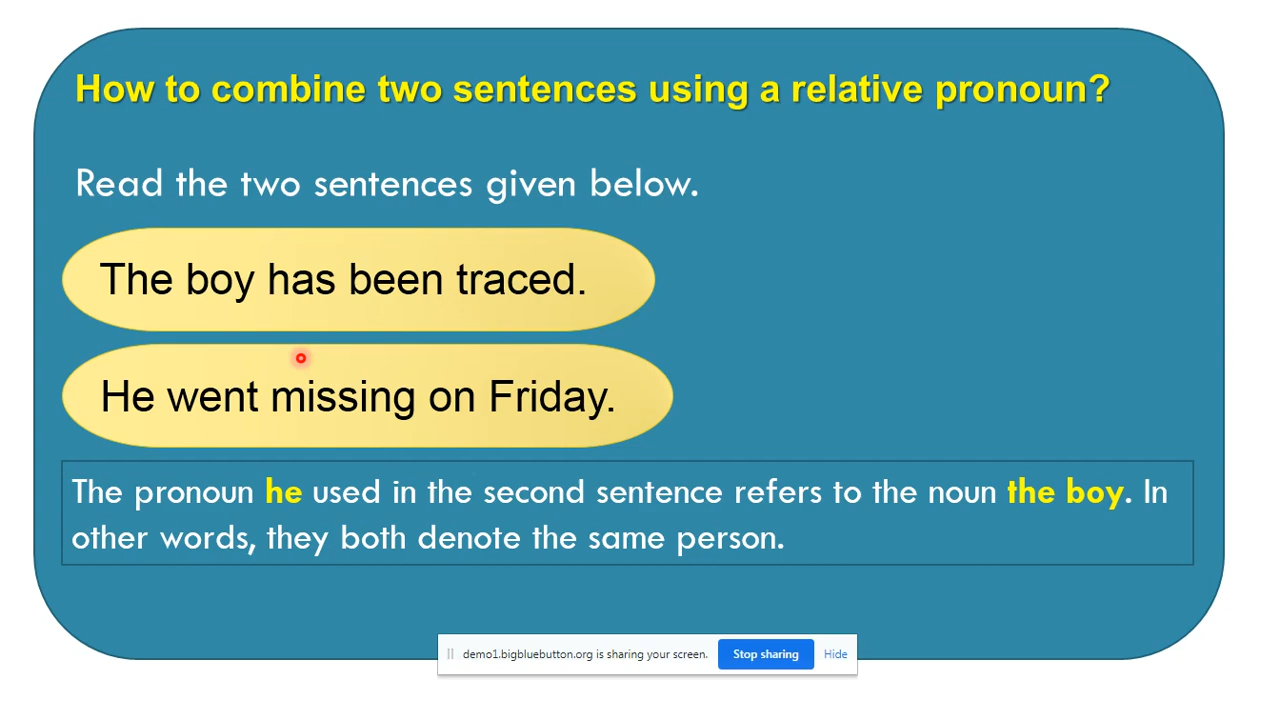 How to combine two sentences using a relative pronoun?
Read the two sentences given below.
The boy has been traced.
He went missing on Friday.
The pronoun he used in the second sentence refers to the noun the boy. In
other words, they both denote the same person.
demo1.bigbluebutton.org is sharing your screen. Stop sharing Hide